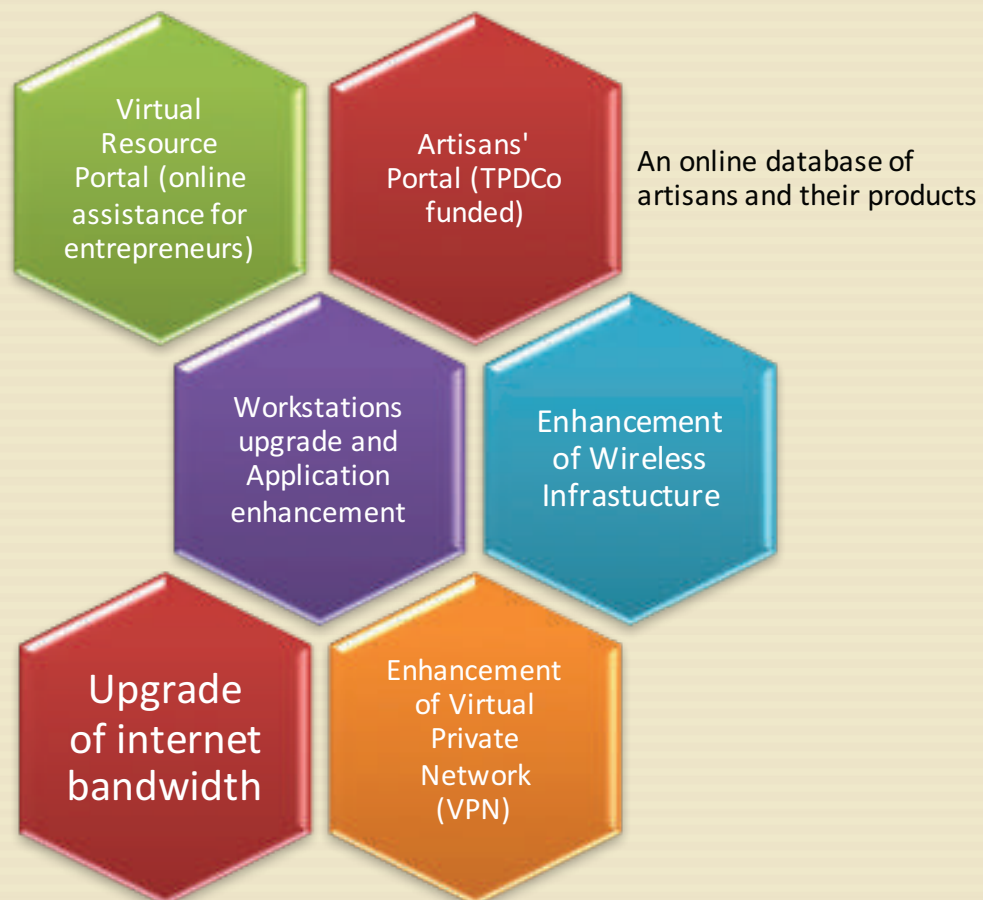 Virtual
Resource
Portal (online
assistance for
entrepreneurs)
Artisans'
Portal (TPDCo
funded)
An online database of
artisans and their products
Workstations
upgrade and
Application
enhancement
Enhancement
of Wireless
Infrastucture
Upgrade
of internet
bandwidth
Enhancement
of Virtual
Private
Network
(VPN)